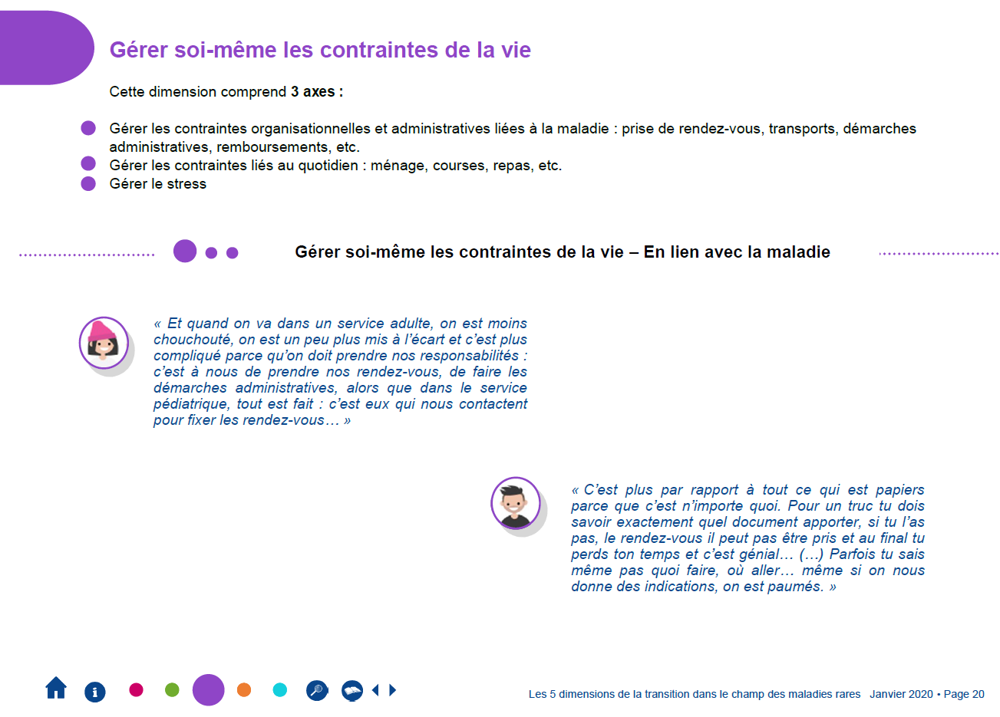 Gérer soi-même les contraintes de la vie
Cette dimension comprend 3 axes :
Gérer les contraintes organisationnelles et administratives liées à la maladie : prise de rendez-vous, transports, démarches
administratives, remboursements, etc.
Gérer les contraintes liés au quotidien : ménage, courses, repas, etc.
Gérer le stress
Gérer soi-même les contraintes de la vie – En lien avec la maladie
« Et quand on va dans un service adulte, on est moins
chouchouté, on est un peu plus mis à l’écart et c’est plus
compliqué parce qu’on doit prendre nos responsabilités :
c’est à nous de prendre nos rendez-vous, de faire les
démarches administratives, alors que dans le service
pédiatrique, tout est fait : c’est eux qui nous contactent
pour fixer les rendez-vous… »
« C’est plus par rapport à tout ce qui est papiers
parce que c’est n’importe quoi. Pour un truc tu dois
savoir exactement quel document apporter, si tu l’as
pas, le rendez-vous il peut pas être pris et au final tu
perds ton temps et c’est génial… (…) Parfois tu sais
même pas quoi faire, où aller… même si on nous
donne des indications, on est paumés. »
i
Les 5 dimensions de la transition dans le champ des maladies rares Janvier 2020 • Page 20